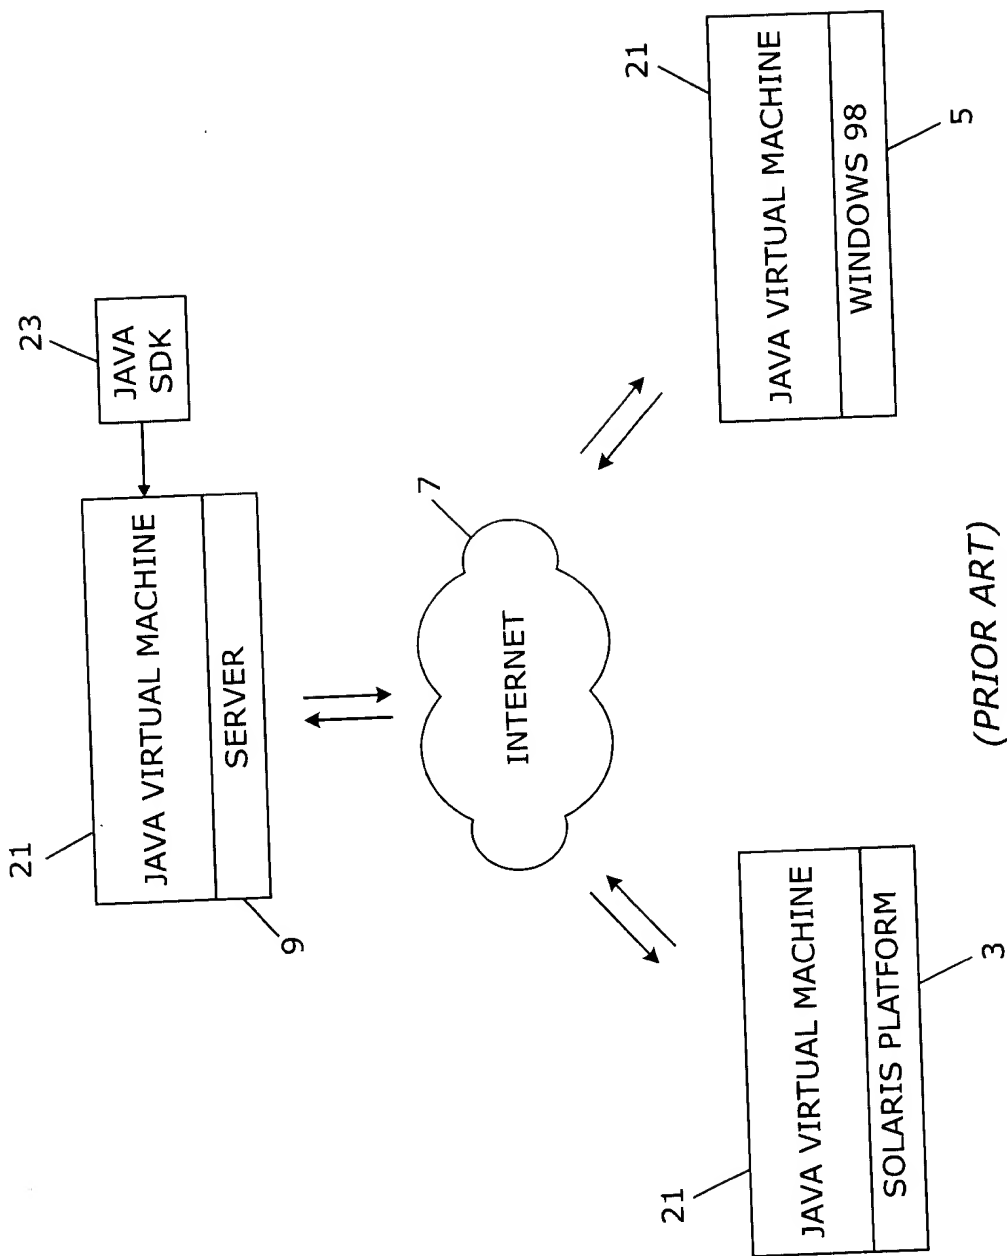 21
JAVA VIRTUAL MACHINE
SERVER
9
23
JAVA
SDK
INTERNET
7
21
JAVA VIRTUAL MACHINE
SOLARIS PLATFORM
3
21
JAVA VIRTUAL MACHINE
WINDOWS 98
5
(PRIOR ART)